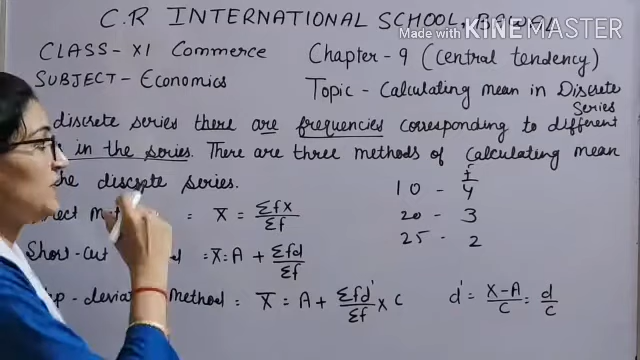 C.R INTERNATIONAL SCHOOL, BAWAL
Made with KINEMASTER
CLASS- XI Commerce Chapter-9 (Central tendency)
SUBJECT- Economics Topic - Calculating mean in Discrete Series
discrete series there are frequencies corresponding to different
in the series. There are three methods of calculating mean
discrete series.
= X̅ = Σfx / Σf
Short-Cut = X̅=A + Σfd / Σf
-deviation Method = X̅ = A + Σfd' / Σf × C d' = X-A / C = d / C
f
10 - 4
20 - 3
25 - 2